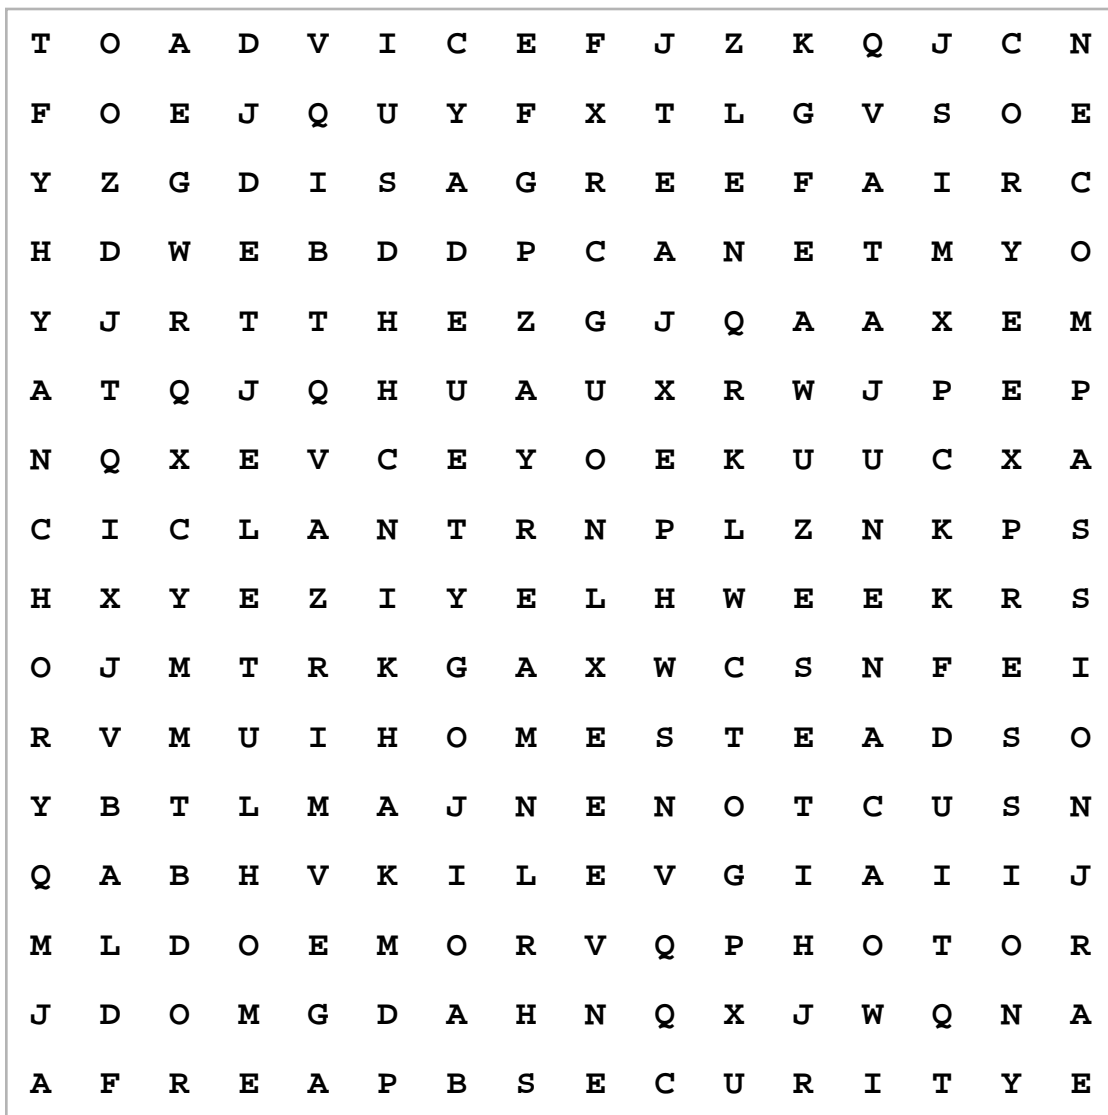 T O A D V I C E F J Z K Q J C N
F O E J Q U Y F X T L G V S O E
Y Z G D I S A G R E E F A I R C
H D W E B D D P C A N E T M Y O
Y J R T T H E Z G J Q A A X E M
A T Q J Q H U A U X R W J P E P
N Q X E V C E Y O E K U U C X A
C I C L A N T R N P L Z N K P S
H X Y E Z I Y E L H W E E K R S
O J M T R K G A X W C S N F E I
R V M U I H O M E S T E A D S O
Y B T L M A J N E N O T C U S N
Q A B H V K I L E V G I A I I J
M L D O E M O R V Q P H O T O R
J D O M G D A H N Q X J W Q N A
A F R E A P B S E C U R I T Y E